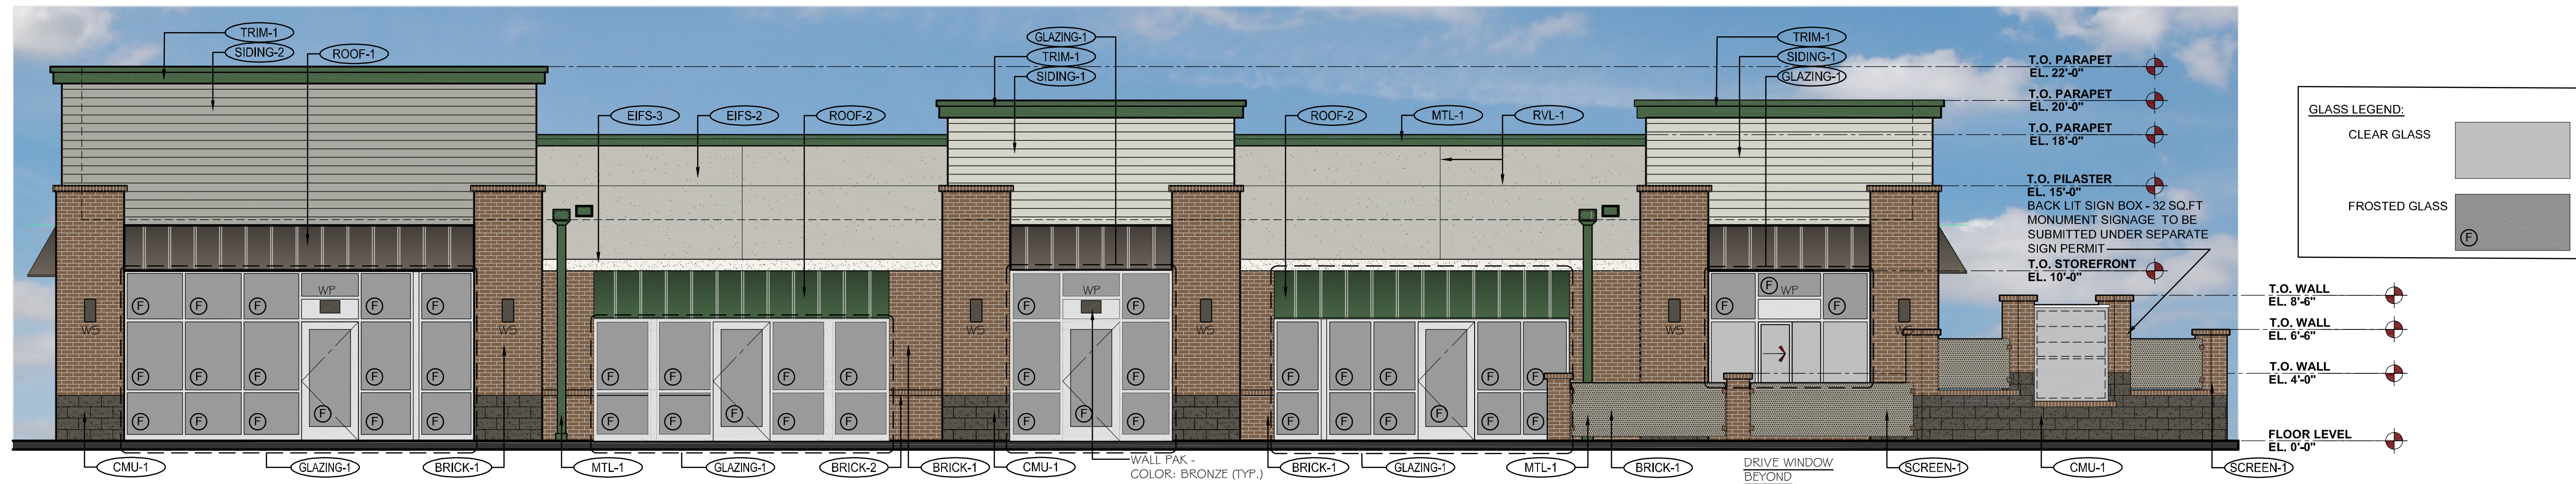 TRIM-1
SIDING-2
ROOF-1
EIFS-3
EIFS-2
ROOF-2
GLAZING-1
TRIM-1
SIDING-1
ROOF-2
MTL-1
RVL-1
TRIM-1
SIDING-1
GLAZING-1
T.O. PARAPET
EL. 22'-0"
T.O. PARAPET
EL. 20'-0"
T.O. PARAPET
EL. 18'-0"
T.O. PILASTER
EL. 15'-0"
BACK LIT SIGN BOX - 32 SQ.FT
MONUMENT SIGNAGE TO BE
SUBMITTED UNDER SEPARATE
SIGN PERMIT
T.O. STOREFRONT
EL. 10'-0"
GLASS LEGEND:
CLEAR GLASS
FROSTED GLASS
F
T.O. WALL
EL. 8'-6"
T.O. WALL
EL. 6'-6"
T.O. WALL
EL. 4'-0"
FLOOR LEVEL
EL. 0'-0"
WS
F F F WP F F
F F F F F
F F F F F F
WS
F F F F
F F F F F
WS
F WP F
F F
F F F
WS
F F F F F
F F F F F F
WS
F F WP F
WS
CMU-1
GLAZING-1
BRICK-1
MTL-1
GLAZING-1
BRICK-2
BRICK-1
CMU-1
WALL PAK -
COLOR: BRONZE (TYP.)
BRICK-1
GLAZING-1
MTL-1
BRICK-1
DRIVE WINDOW
BEYOND
SCREEN-1
CMU-1
SCREEN-1